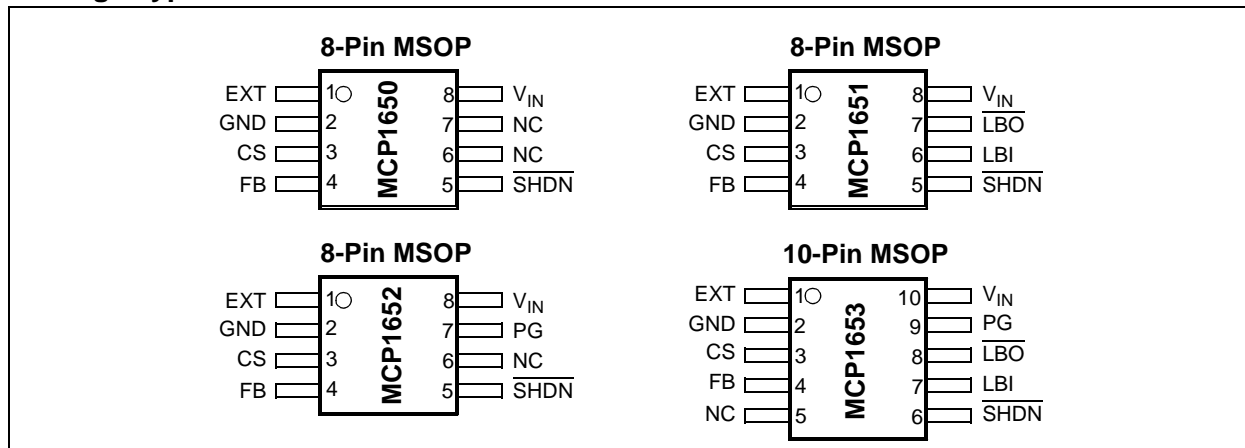 8-Pin MSOP
EXT 1 8 VIN
GND 2 7 NC
CS 3 6 NC
FB 4 5 SHDN
MCP1650
8-Pin MSOP
EXT 1 8 VIN
GND 2 7 LBO
CS 3 6 LBI
FB 4 5 SHDN
MCP1651
8-Pin MSOP
EXT 1 8 VIN
GND 2 7 PG
CS 3 6 NC
FB 4 5 SHDN
MCP1652
10-Pin MSOP
EXT 1 10 VIN
GND 2 9 PG
CS 3 8 LBO
FB 4 7 LBI
NC 5 6 SHDN
MCP1653